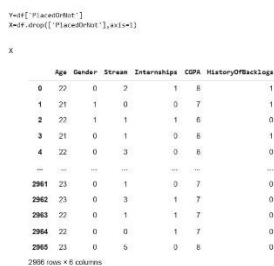 Y=df['PlacedOrNot']
X=df.drop(['PlacedOrNot'],axis=1)
X
Age Gender Stream Internships CGPA HistoryOfBacklogs
0 22 0 2 1 8 1
1 21 1 0 0 7 1
2 22 1 1 1 6 0
3 21 0 1 0 8 1
4 22 0 3 0 8 0
... ... ... ... ... ... ...
2961 23 0 1 0 7 0
2962 23 0 3 1 7 0
2963 22 0 1 1 7 0
2964 22 0 0 1 7 0
2965 23 0 5 0 8 0
2966 rows × 6 columns